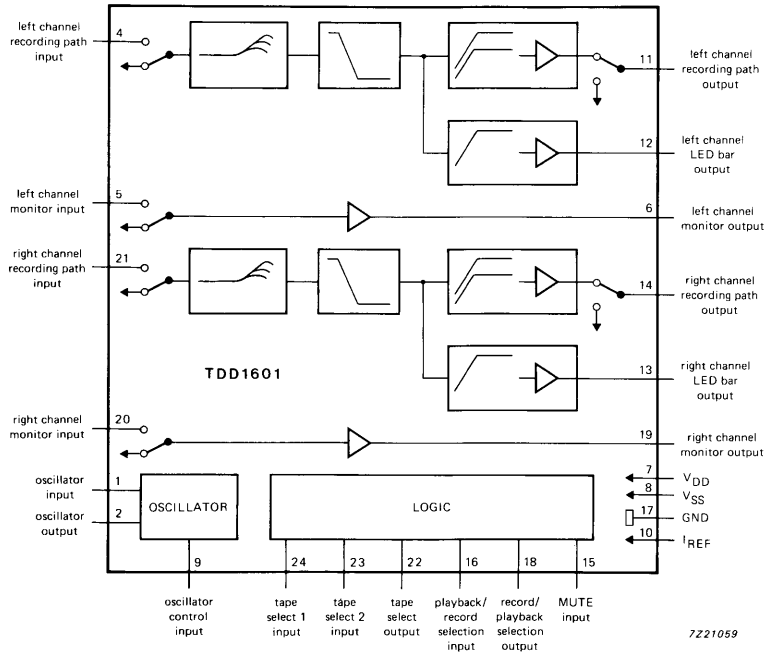 left channel
recording path
input
4
11
left channel
recording path
output
12
left channel
LED bar
output
left channel
monitor input
5
6
left channel
monitor output
right channel
recording path
input
21
14
right channel
recording path
output
TDD1601
13
right channel
LED bar
output
right channel
monitor input
20
19
right channel
monitor output
7
VDD
8
VSS
17
GND
10
IREF
oscillator
input
1
oscillator
output
2
OSCILLATOR
LOGIC
9
24
23
22
16
18
15
oscillator
control
input
tape
select 1
input
tape
select 2
input
tape
select
output
playback/
record
selection
input
record/
playback
selection
output
MUTE
input
7Z21059